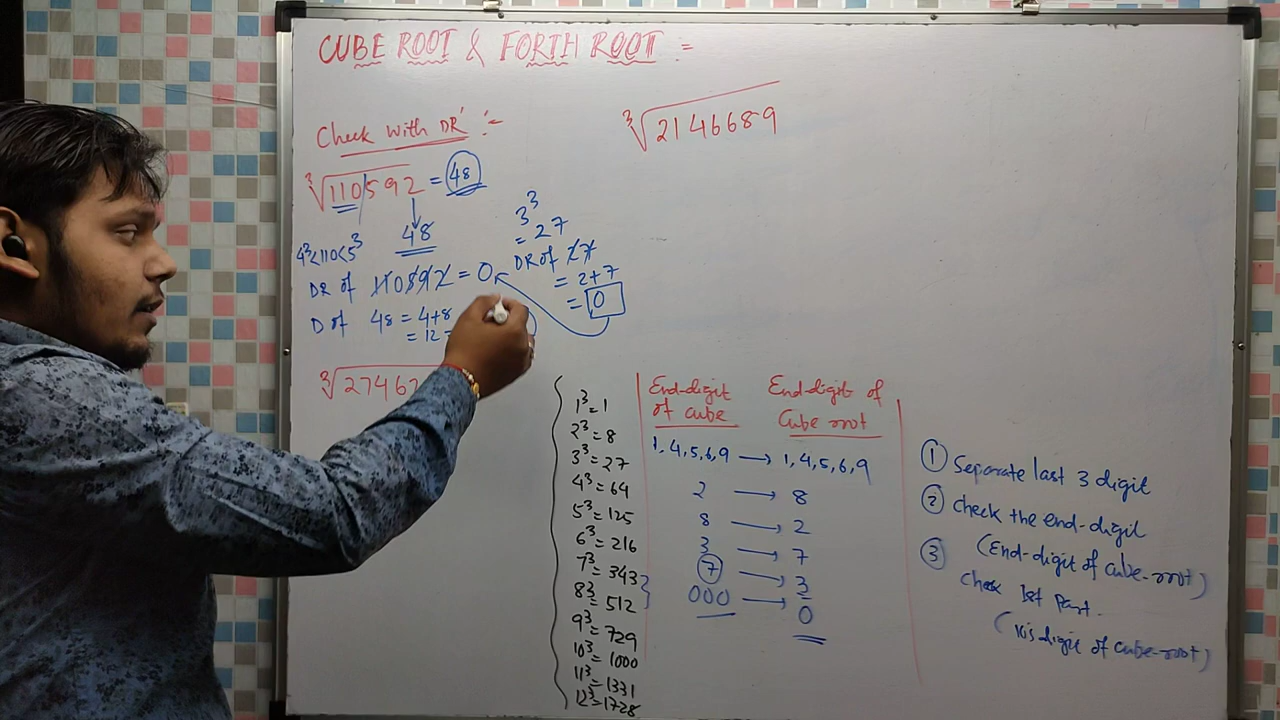 CUBE ROOT & FORTH ROOT :-
Check with DR' :-
∛110592 = 48
48
4³<110<5³
DR of 110592 = 0
D of 48 = 4+8
= 12 =
3³
= 27
DR of 27
= 2+7
= 0
∛2146689
∛27462
1³=1
2³=8
3³=27
4³=64
5³=125
6³=216
7³=343
8³=512
9³=729
10³=1000
11³=1331
12³=1728
End-digit of cube
End-digit of Cube root
1,4,5,6,9 → 1,4,5,6,9
2 → 8
8 → 2
3 → 7
7 → 3
000 → 0
① Separate last 3 digit
② Check the end-digit
(End-digit of cube-root)
③ Check 1st Part.
( digit of cube-root)